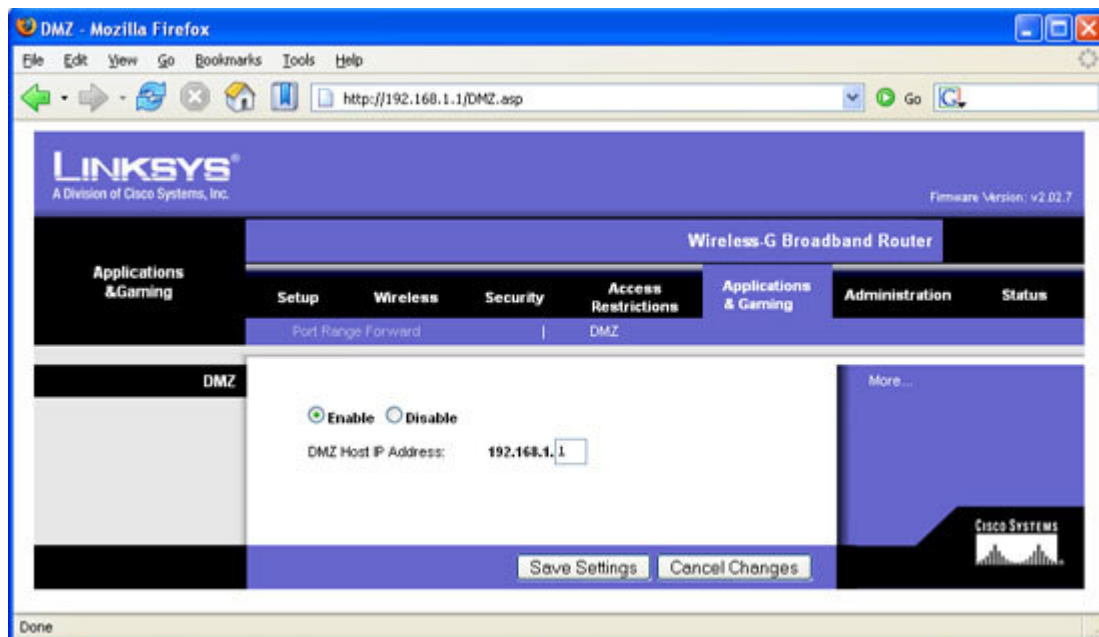 DMZ - Mozilla Firefox
File Edit View Go Bookmarks Tools Help
http://192.168.1.1/DMZ.asp Go G
LINKSYS®
A Division of Cisco Systems, Inc.
Firmware Version: v2.02.7
Wireless-G Broadband Router
Applications
&Gaming
Setup Wireless Security Access Restrictions Applications & Gaming Administration Status
Port Range Forward | DMZ
DMZ
More...
Enable Disable
DMZ Host IP Address: 192.168.1. 1
CISCO SYSTEMS
Save Settings Cancel Changes
Done